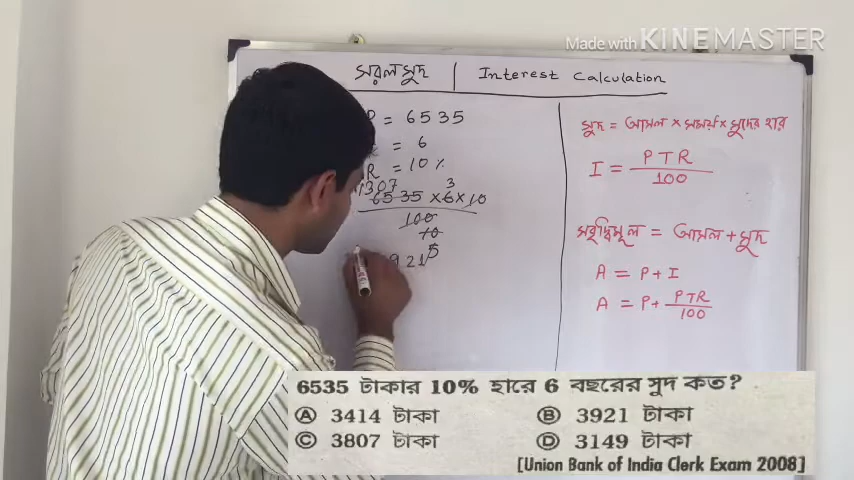 Made with KINEMASTER
সরল সুদ | Interest Calculation
P = 6535
= 6
R = 10 %
1307 3
6535 × 6 × 10
100
10
5
921
সুদ = আসল × সময় × সুদের হার
I = PTR
100
সবৃদ্ধিমূল = আসল + সুদ
A = P + I
A = P + PTR
100
6535 টাকার 10% হারে 6 বছরের সুদ কত?
Ⓐ 3414 টাকা Ⓑ 3921 টাকা
Ⓒ 3807 টাকা Ⓓ 3149 টাকা
[Union Bank of India Clerk Exam 2008]